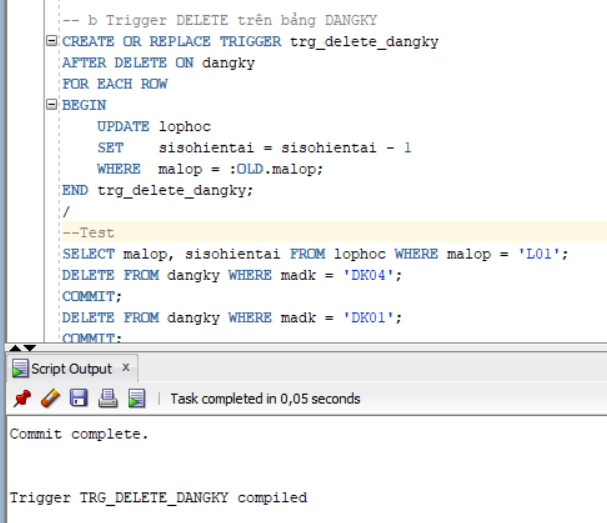 -- b Trigger DELETE trên bảng DANGKY
CREATE OR REPLACE TRIGGER trg_delete_dangky
AFTER DELETE ON dangky
FOR EACH ROW
BEGIN
    UPDATE lophoc
    SET    sisohientai = sisohientai - 1
    WHERE  malop = :OLD.malop;
END trg_delete_dangky;
/
--Test
SELECT malop, sisohientai FROM lophoc WHERE malop = 'L01';
DELETE FROM dangky WHERE madk = 'DK04';
COMMIT;
DELETE FROM dangky WHERE madk = 'DK01';
COMMIT;
Script Output x
Task completed in 0,05 seconds
Commit complete.
Trigger TRG_DELETE_DANGKY compiled